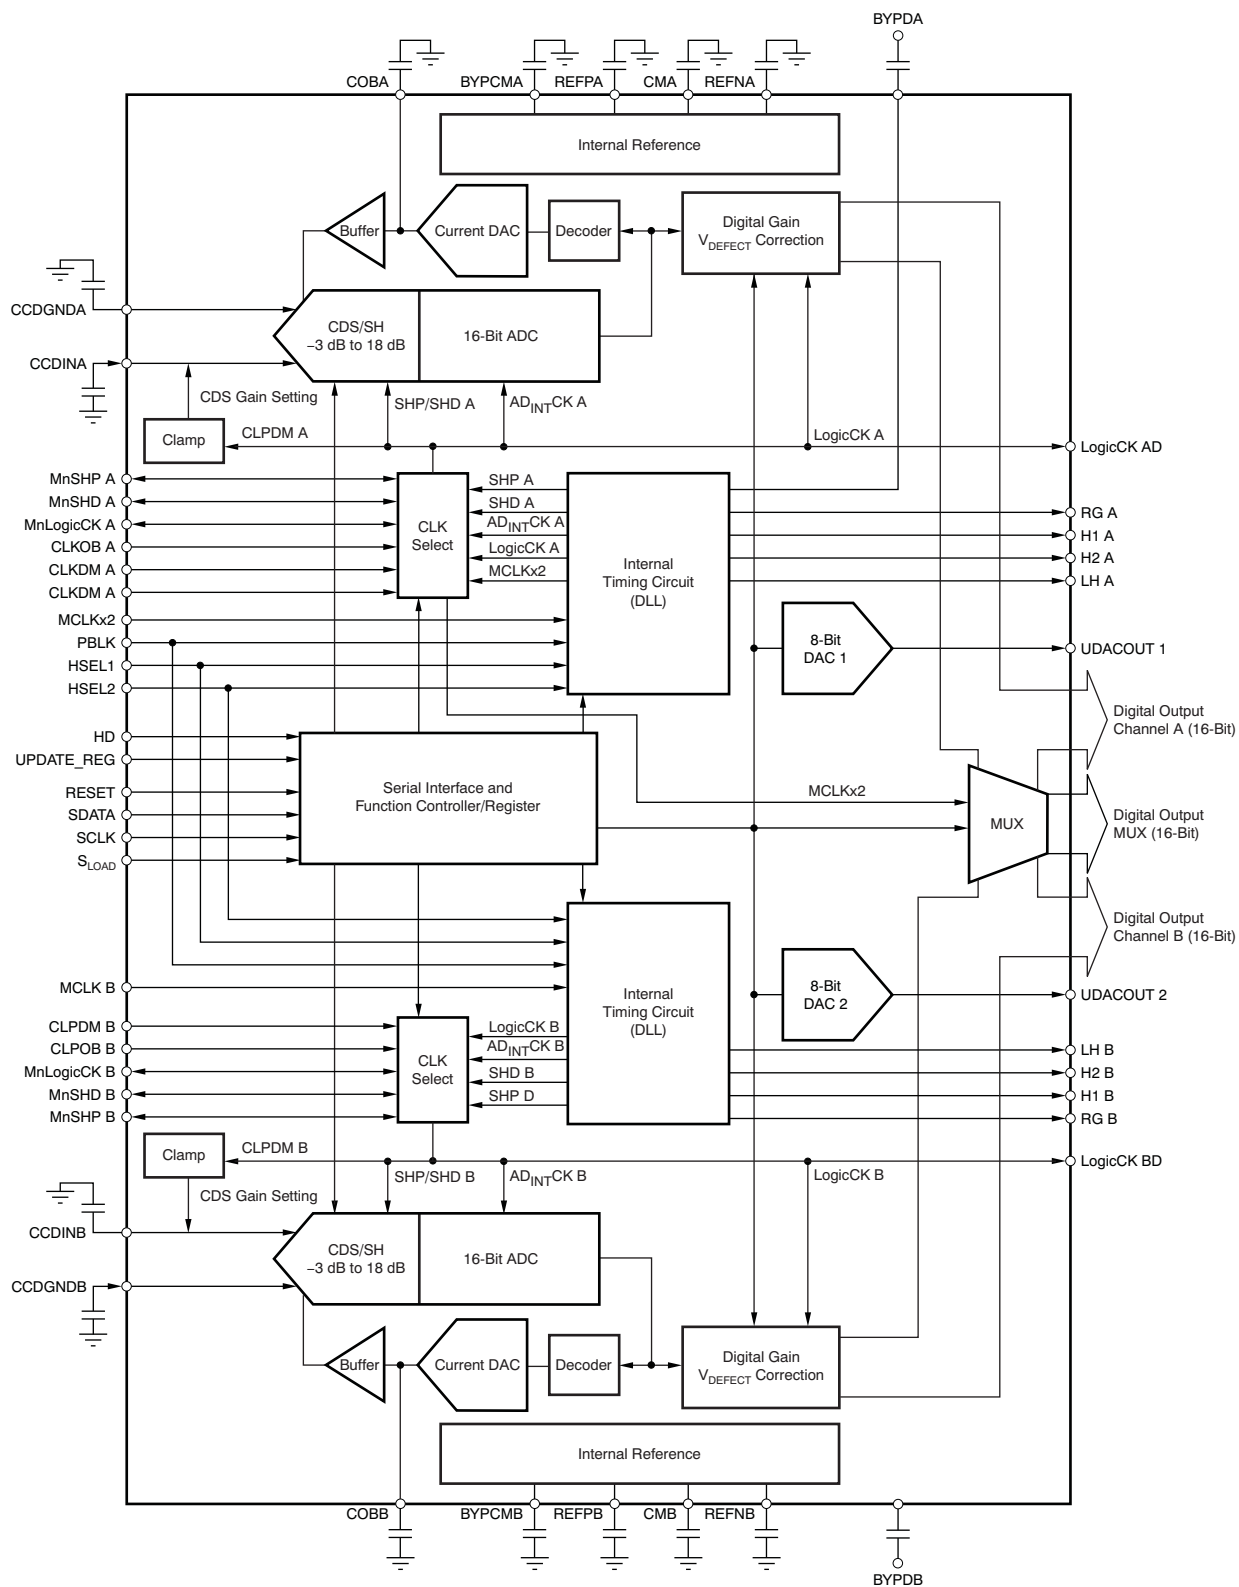 BYPDA
COBA
BYPCMA
REFPA
CMA
REFNA
Internal Reference
Buffer
Current DAC
Decoder
Digital Gain
VDEFECT Correction
CCDGNDA
CDS/SH
–3 dB to 18 dB
16-Bit ADC
CCDINA
CDS Gain Setting
SHP/SHD A
ADINTCK A
Clamp
CLPDM A
LogicCK A
LogicCK AD
MnSHP A
MnSHD A
MnLogicCK A
CLKOB A
CLKDM A
CLKDM A
CLK
Select
SHP A
SHD A
ADINTCK A
LogicCK A
MCLKx2
Internal
Timing Circuit
(DLL)
RG A
H1 A
H2 A
LH A
MCLKx2
PBLK
HSEL1
HSEL2
8-Bit
DAC 1
UDACOUT 1
Digital Output
Channel A (16-Bit)
HD
UPDATE_REG
RESET
SDATA
SCLK
SLOAD
Serial Interface and
Function Controller/Register
MCLKx2
MUX
Digital Output
MUX (16-Bit)
Digital Output
Channel B (16-Bit)
MCLK B
Internal
Timing Circuit
(DLL)
8-Bit
DAC 2
UDACOUT 2
CLPDM B
CLPOB B
MnLogicCK B
MnSHD B
MnSHP B
CLK
Select
LogicCK B
ADINTCK B
SHD B
SHP D
LH B
H2 B
H1 B
RG B
Clamp
CLPDM B
LogicCK BD
CDS Gain Setting
SHP/SHD B
ADINTCK B
LogicCK B
CCDINB
CDS/SH
–3 dB to 18 dB
16-Bit ADC
CCDGNDB
Buffer
Current DAC
Decoder
Digital Gain
VDEFECT Correction
Internal Reference
COBB
BYPCMB
REFPB
CMB
REFNB
BYPDB